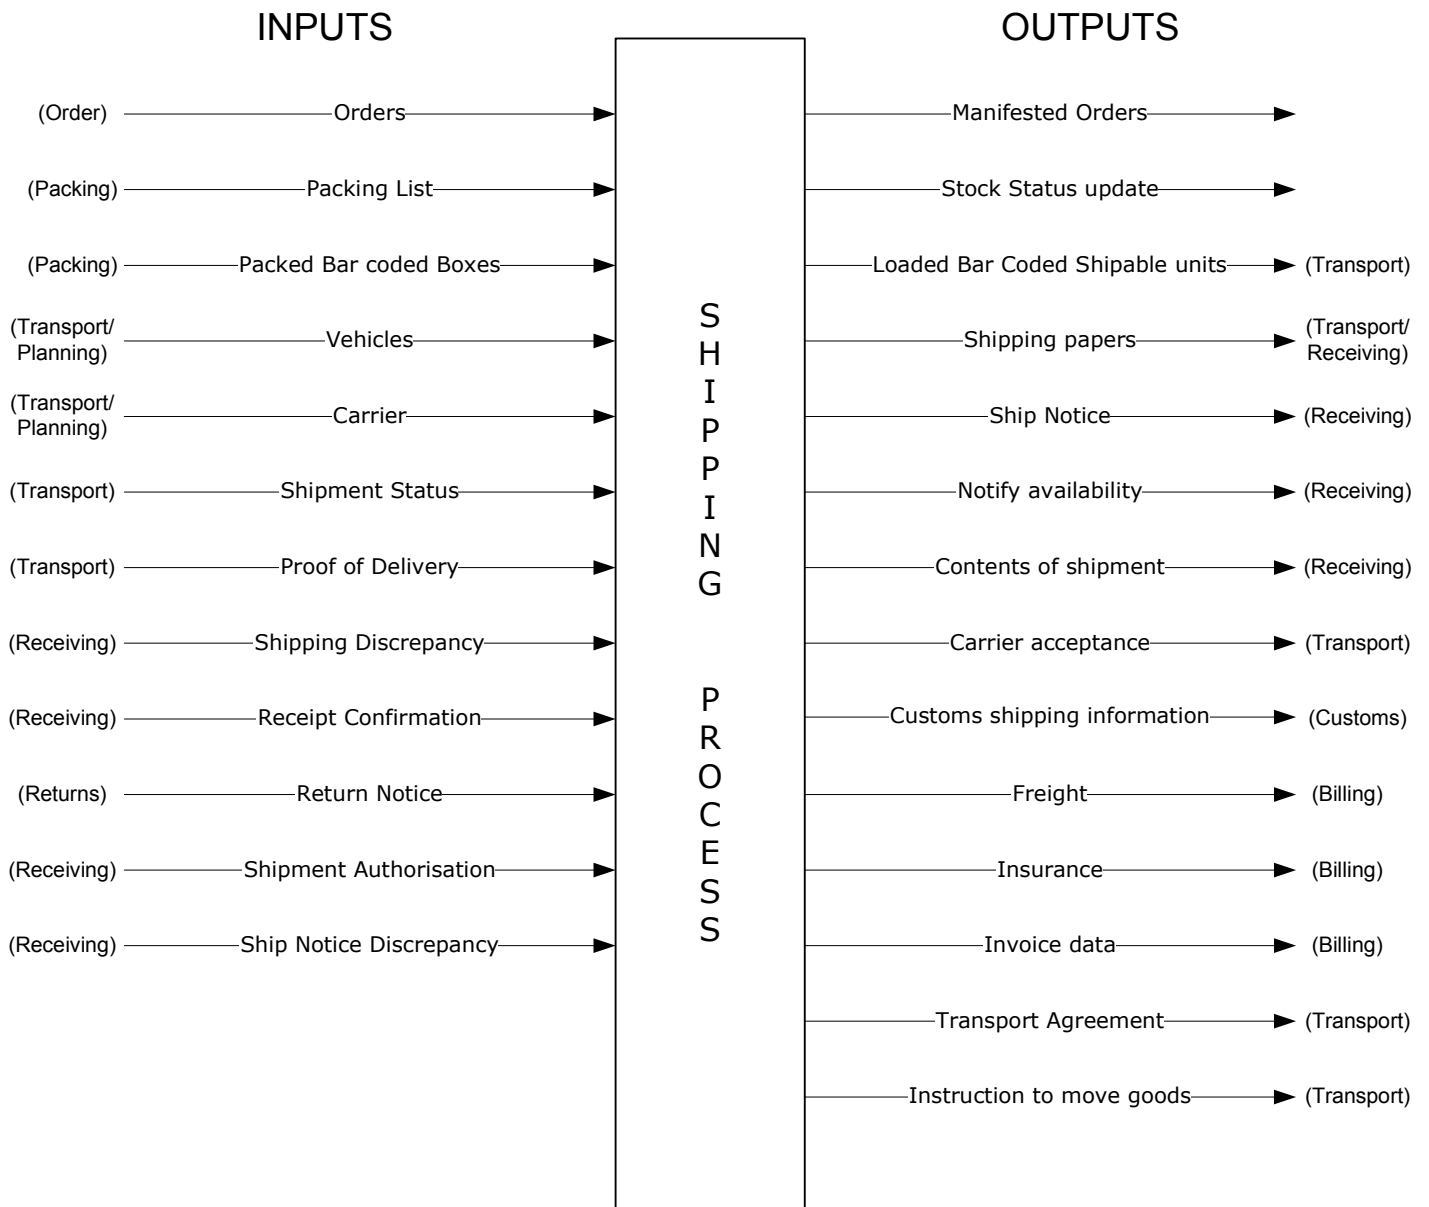 INPUTS
OUTPUTS
(Order)
Orders
Manifested Orders
(Packing)
Packing List
Stock Status update
(Packing)
Packed Bar coded Boxes
Loaded Bar Coded Shipable units
(Transport)
(Transport/
Planning)
Vehicles
Shipping papers
(Transport/
Receiving)
(Transport/
Planning)
Carrier
Ship Notice
(Receiving)
(Transport)
Shipment Status
Notify availability
(Receiving)
(Transport)
Proof of Delivery
Contents of shipment
(Receiving)
(Receiving)
Shipping Discrepancy
Carrier acceptance
(Transport)
(Receiving)
Receipt Confirmation
Customs shipping information
(Customs)
(Returns)
Return Notice
Freight
(Billing)
(Receiving)
Shipment Authorisation
Insurance
(Billing)
(Receiving)
Ship Notice Discrepancy
Invoice data
(Billing)
Transport Agreement
(Transport)
Instruction to move goods
(Transport)
SHIPPING
PROCESS